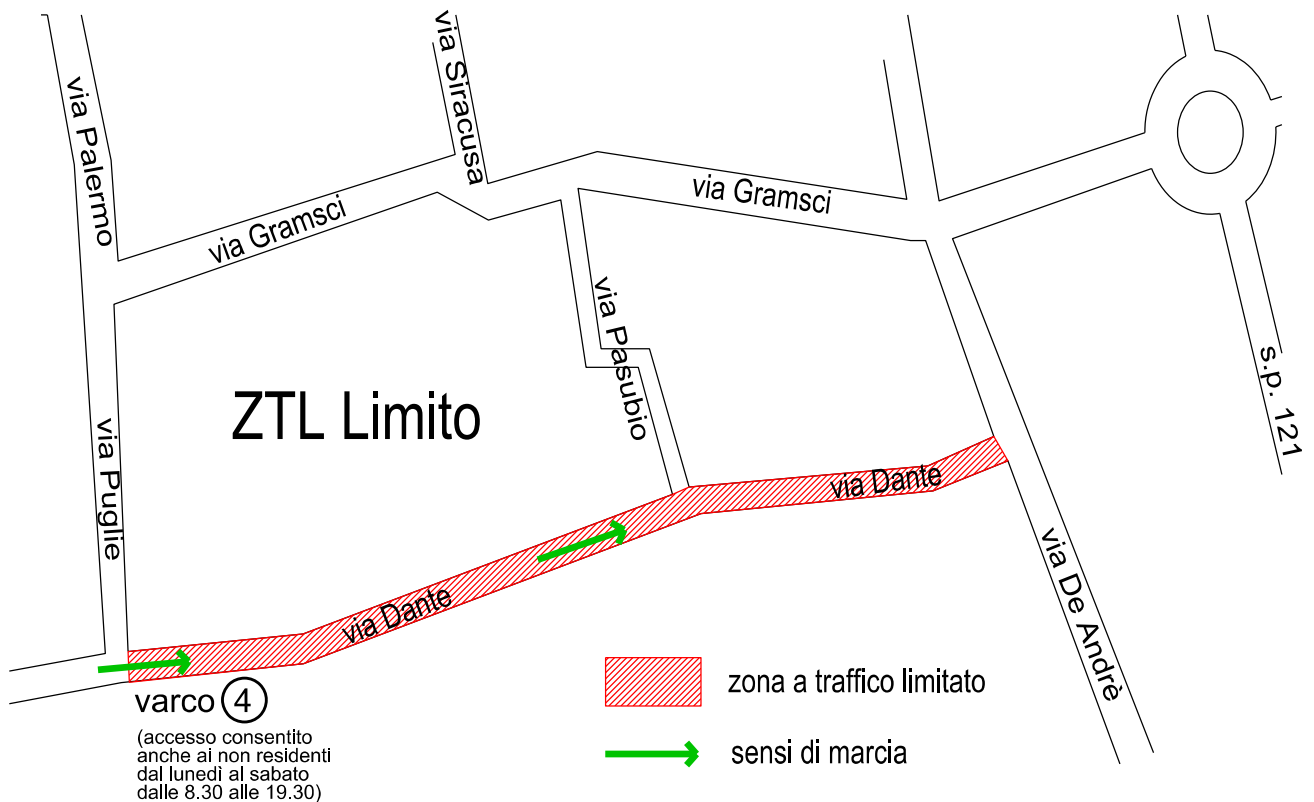 via Palermo
via Siracusa
via Gramsci
via Gramsci
via Pasubio
s.p. 121
ZTL Limito
via Puglie
via Dante
via Dante
via De Andrè
varco 4
(accesso consentito
anche ai non residenti
dal lunedì al sabato
dalle 8.30 alle 19.30)
zona a traffico limitato
sensi di marcia